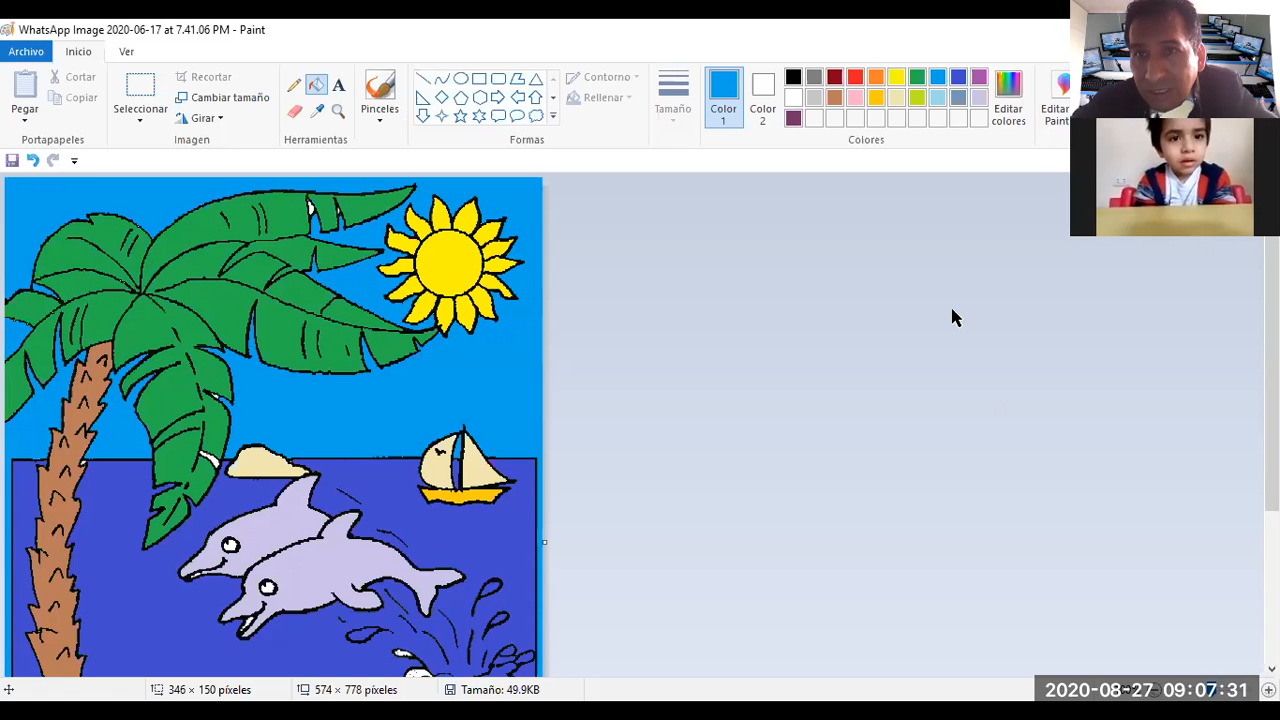 WhatsApp Image 2020-06-17 at 7.41.06 PM - Paint
Archivo Inicio Ver
Pegar
Cortar
Copiar
Portapapeles
Seleccionar
Recortar
Cambiar tamaño
Girar
Imagen
A
Herramientas
Pinceles
Contorno
Rellenar
Formas
Tamaño
Color 1
Color 2
Editar colores
Editar
Paint
Colores
346 × 150 píxeles
574 × 778 píxeles
Tamaño: 49.9KB
2020-08-27 09:07:31